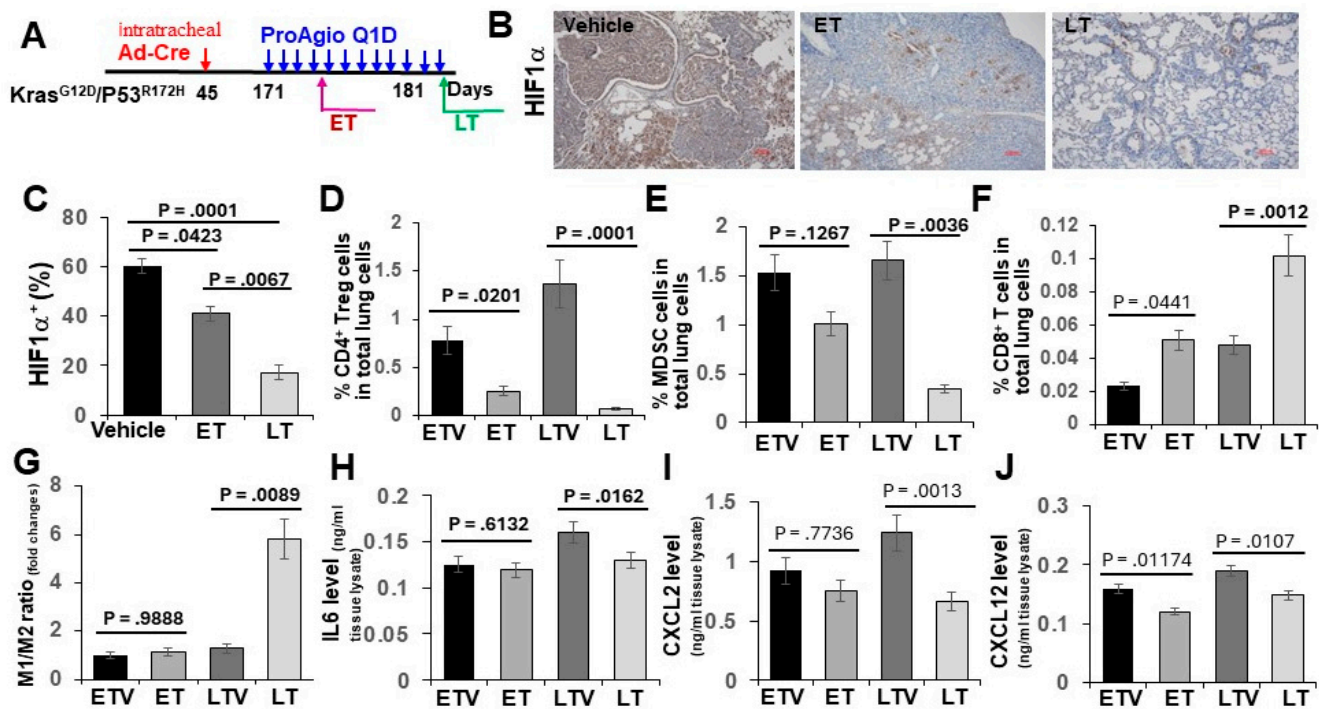 A
Intratracheal
Ad-Cre
ProAgio Q1D
Kras^G12D/P53^R172H 45 171 181 Days
ET
LT
B
HIF1α
Vehicle
ET
LT
C
HIF1α⁺ (%)
80
60
40
20
0
P = .0001
P = .0423
P = .0067
Vehicle ET LT
D
% CD4⁺ Treg cells
in total lung cells
2
1.5
1
0.5
0
P = .0201
P = .0001
ETV ET LTV LT
E
% MDSC cells in
total lung cells
2
1.5
1
0.5
0
P = .1267
P = .0036
ETV ET LTV LT
F
% CD8⁺ T cells in
total lung cells
0.12
0.1
0.08
0.06
0.04
0.02
0
P = .0441
P = .0012
ETV ET LTV LT
G
M1/M2 ratio (fold changes)
8
6
4
2
0
P = .9888
P = .0089
ETV ET LTV LT
H
IL6 level (ng/ml
tissue lysate)
0.2
0.15
0.1
0.05
0
P = .6132
P = .0162
ETV ET LTV LT
I
CXCL2 level
(ng/ml tissue lysate)
1.5
1
0.5
0
P = .7736
P = .0013
ETV ET LTV LT
J
CXCL12 level
(ng/ml tissue lysate)
0.3
0.2
0.1
0
P = .01174
P = .0107
ETV ET LTV LT